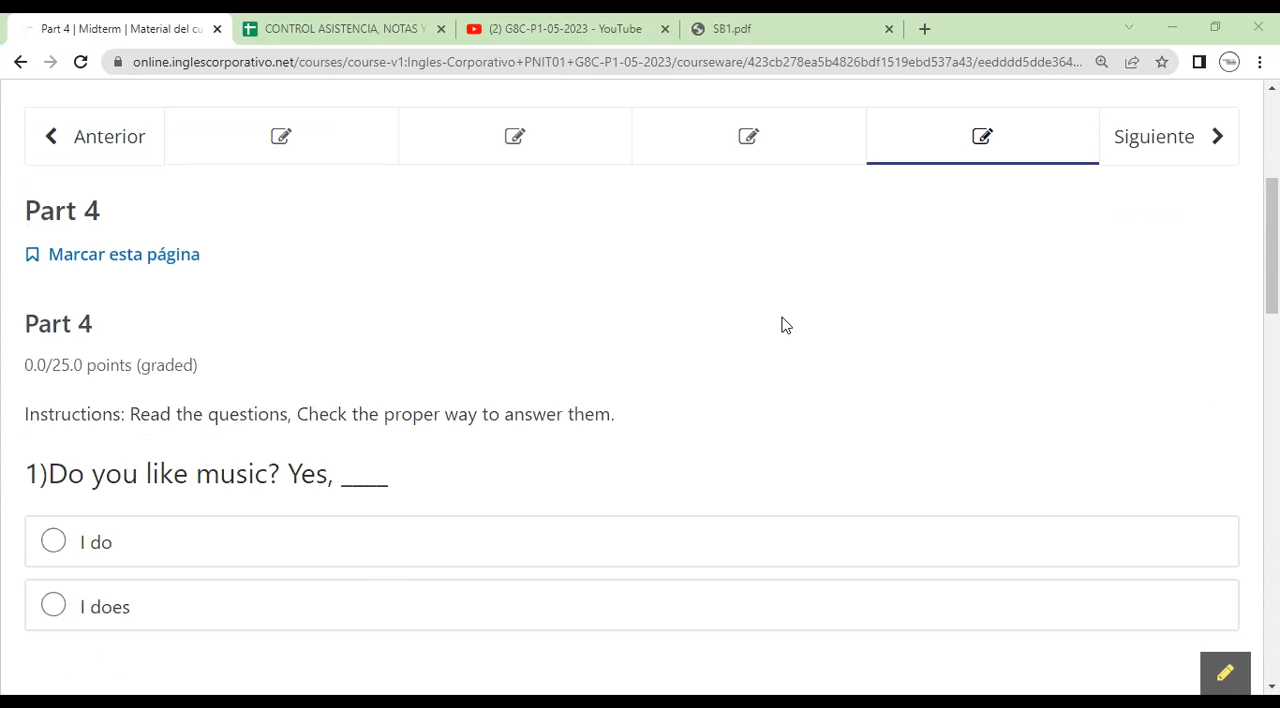 Part 4 | Midterm | Material del cu
CONTROL ASISTENCIA, NOTAS Y
(2) G8C-P1-05-2023 - YouTube
SB1.pdf
online.inglescorporativo.net/courses/course-v1:Ingles-Corporativo+PNIT01+G8C-P1-05-2023/courseware/423cb278ea5b4826bdf1519ebd537a43/eedddd5dde364...
Anterior
Siguiente
Part 4
Marcar esta página
Part 4
0.0/25.0 points (graded)
Instructions: Read the questions, Check the proper way to answer them.
1)Do you like music? Yes, ____
I do
I does